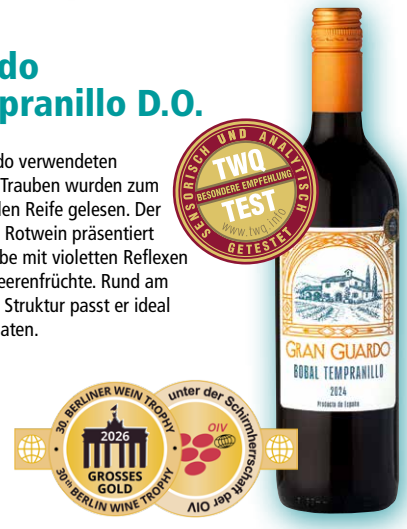 do
pranillo D.O.
do verwendeten
Trauben wurden zum
den Reife gelesen. Der
Rotwein präsentiert
be mit violetten Reflexen
eerenfrüchte. Rund am
Struktur passt er ideal
aten.
SENSORISCH UND ANALYTISCH
TWQ
BESONDERE EMPFEHLUNG
TEST
www.twq.info
GETESTET
GRAN GUARDO
BOBAL TEMPRANILLO
2024
Producto de España
30. BERLINER WEIN TROPHY
2026
GROSSES
GOLD
30th BERLIN WINE TROPHY
unter der Schirmherrschaft der OIV
OIV